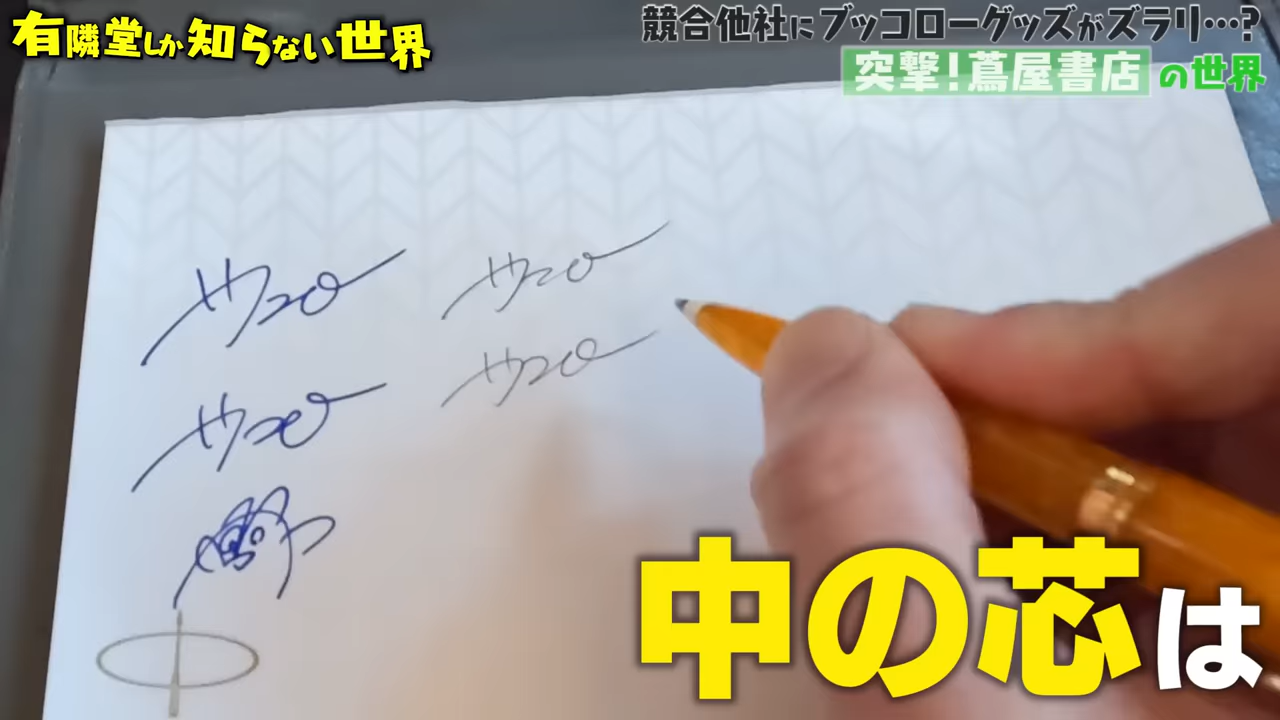 有隣堂しか知らない世界
競合他社にブッコローグッズがズラリ…?
突撃!蔦屋書店の世界
中の芯は